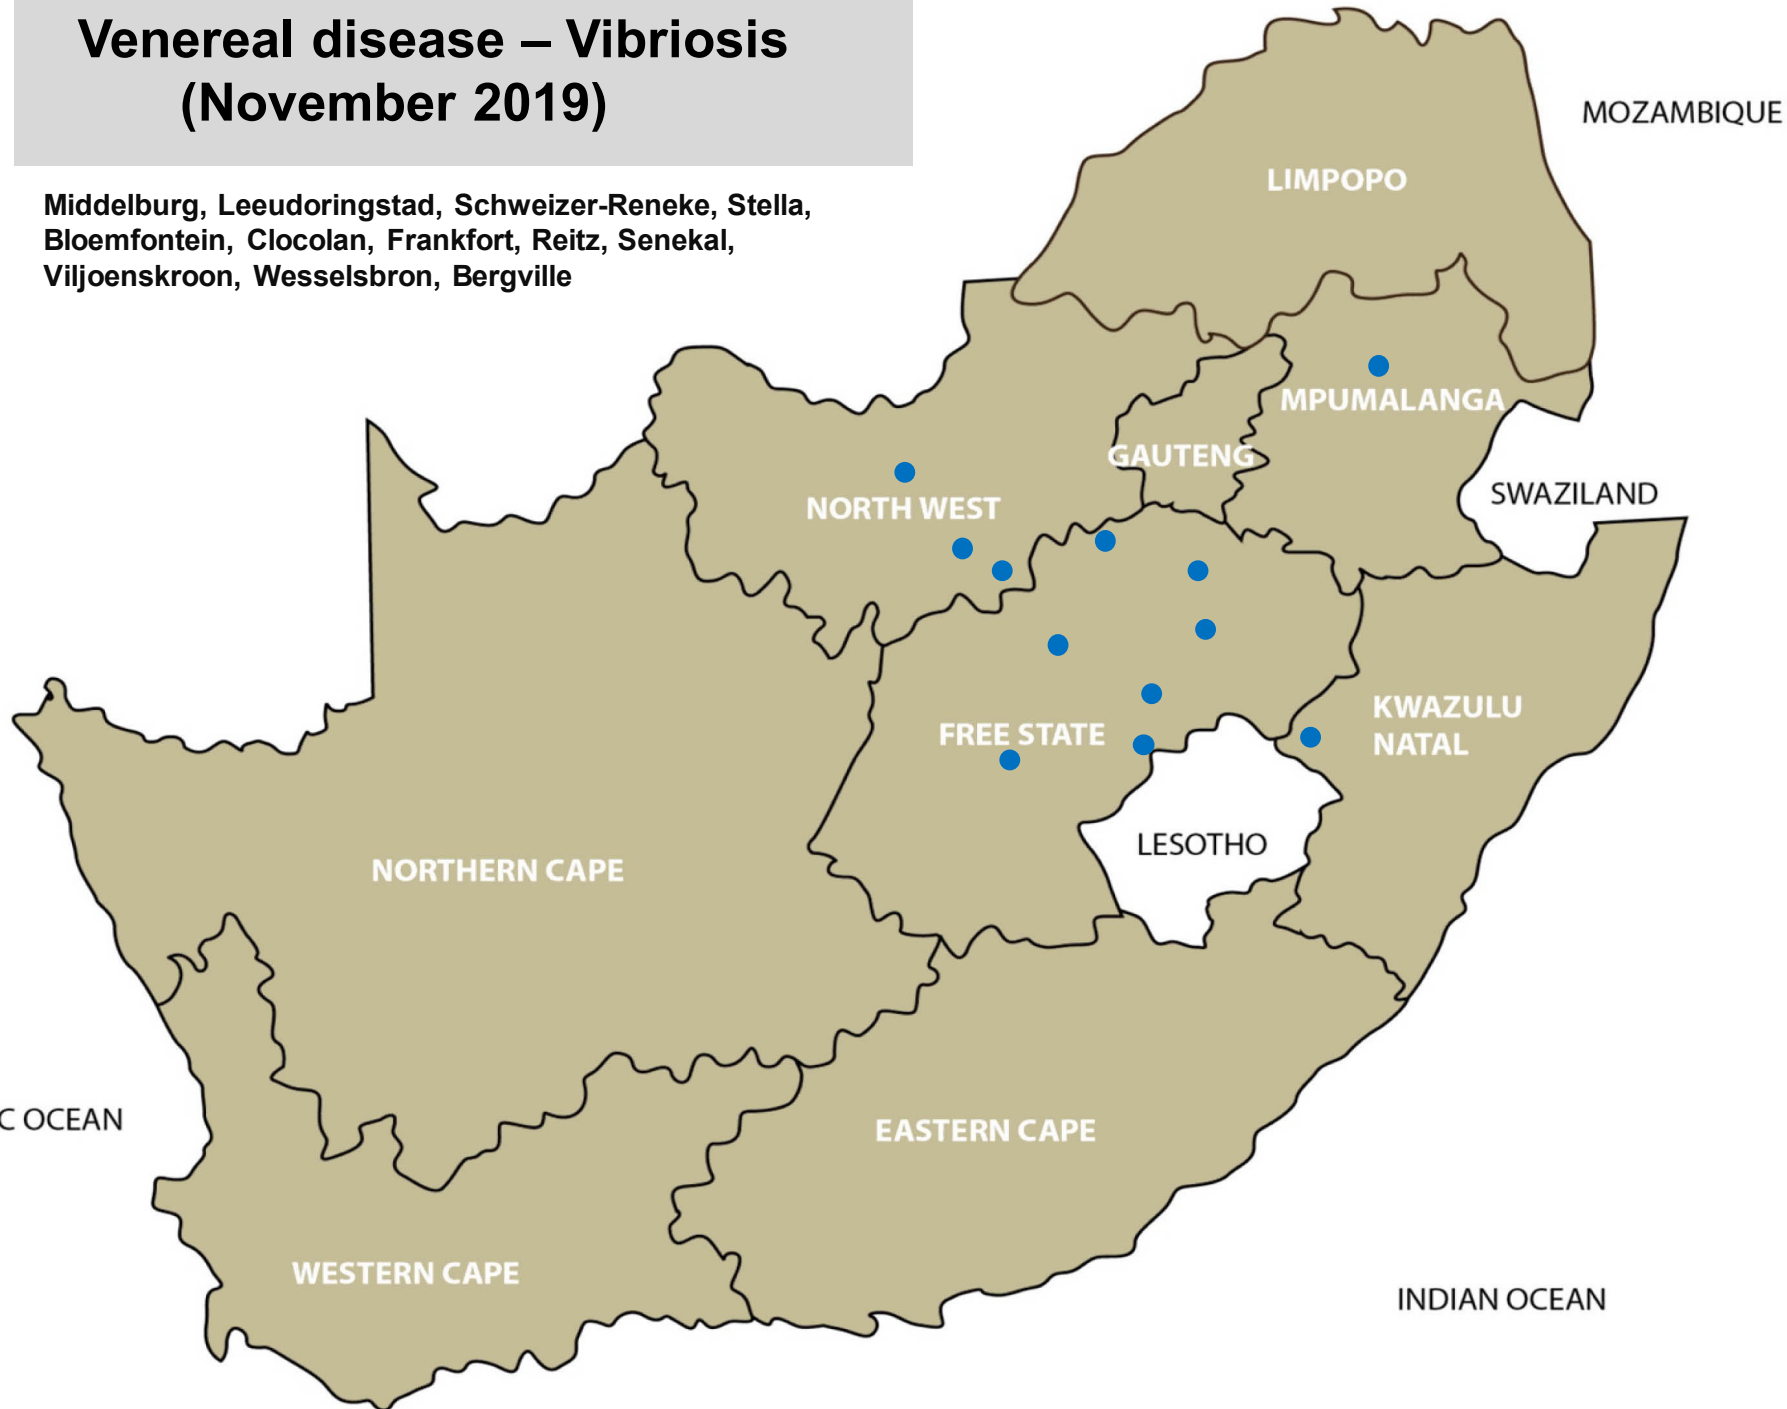 Venereal disease – Vibriosis
(November 2019)
Middelburg, Leeudoringstad, Schweizer-Reneke, Stella,
Bloemfontein, Clocolan, Frankfort, Reitz, Senekal,
Viljoenskroon, Wesselsbron, Bergville
MOZAMBIQUE
LIMPOPO
MPUMALANGA
GAUTENG
SWAZILAND
NORTH WEST
KWAZULU
NATAL
FREE STATE
LESOTHO
NORTHERN CAPE
C OCEAN
EASTERN CAPE
WESTERN CAPE
INDIAN OCEAN